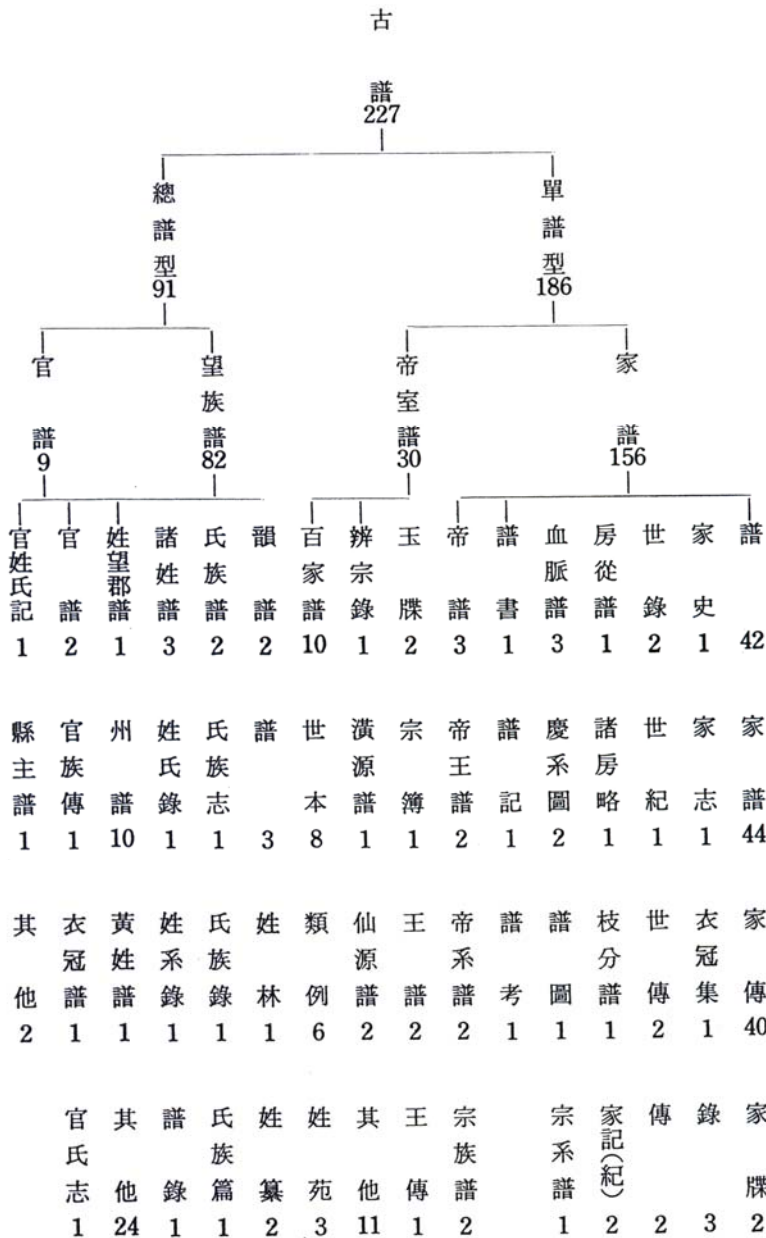 古譜
227
單譜型
186
總譜型
91
家譜
156
帝室譜
30
望族譜
82
官譜
9
譜 42
家史 1
世錄 2
房從譜 1
血脈譜 3
譜書 1
帝譜 3
玉牒 2
辨宗錄 1
百家譜 10
韻譜 2
氏族譜 2
諸姓譜 3
姓望郡譜 1
官譜 2
官姓氏記 1
家譜 44
家志 1
世紀 1
諸房略 1
慶系圖 2
譜記 1
帝王譜 2
宗簿 1
潢源譜 1
世本 8
譜 3
氏族志 1
姓氏錄 1
州譜 10
官族傳 1
縣主譜 1
家傳 40
衣冠集 1
世傳 2
枝分譜 1
譜圖 1
譜考 1
帝系譜 2
王譜 2
仙源譜 2
類例 6
姓林 1
氏族錄 1
姓系錄 1
黃姓譜 1
衣冠譜 1
其他 2
家牒 2
錄 3
傳 2
家記(紀) 2
宗系譜 1
宗族譜 2
王傳 1
其他 11
姓苑 3
姓纂 2
氏族篇 1
譜錄 1
其他 24
官氏志 1